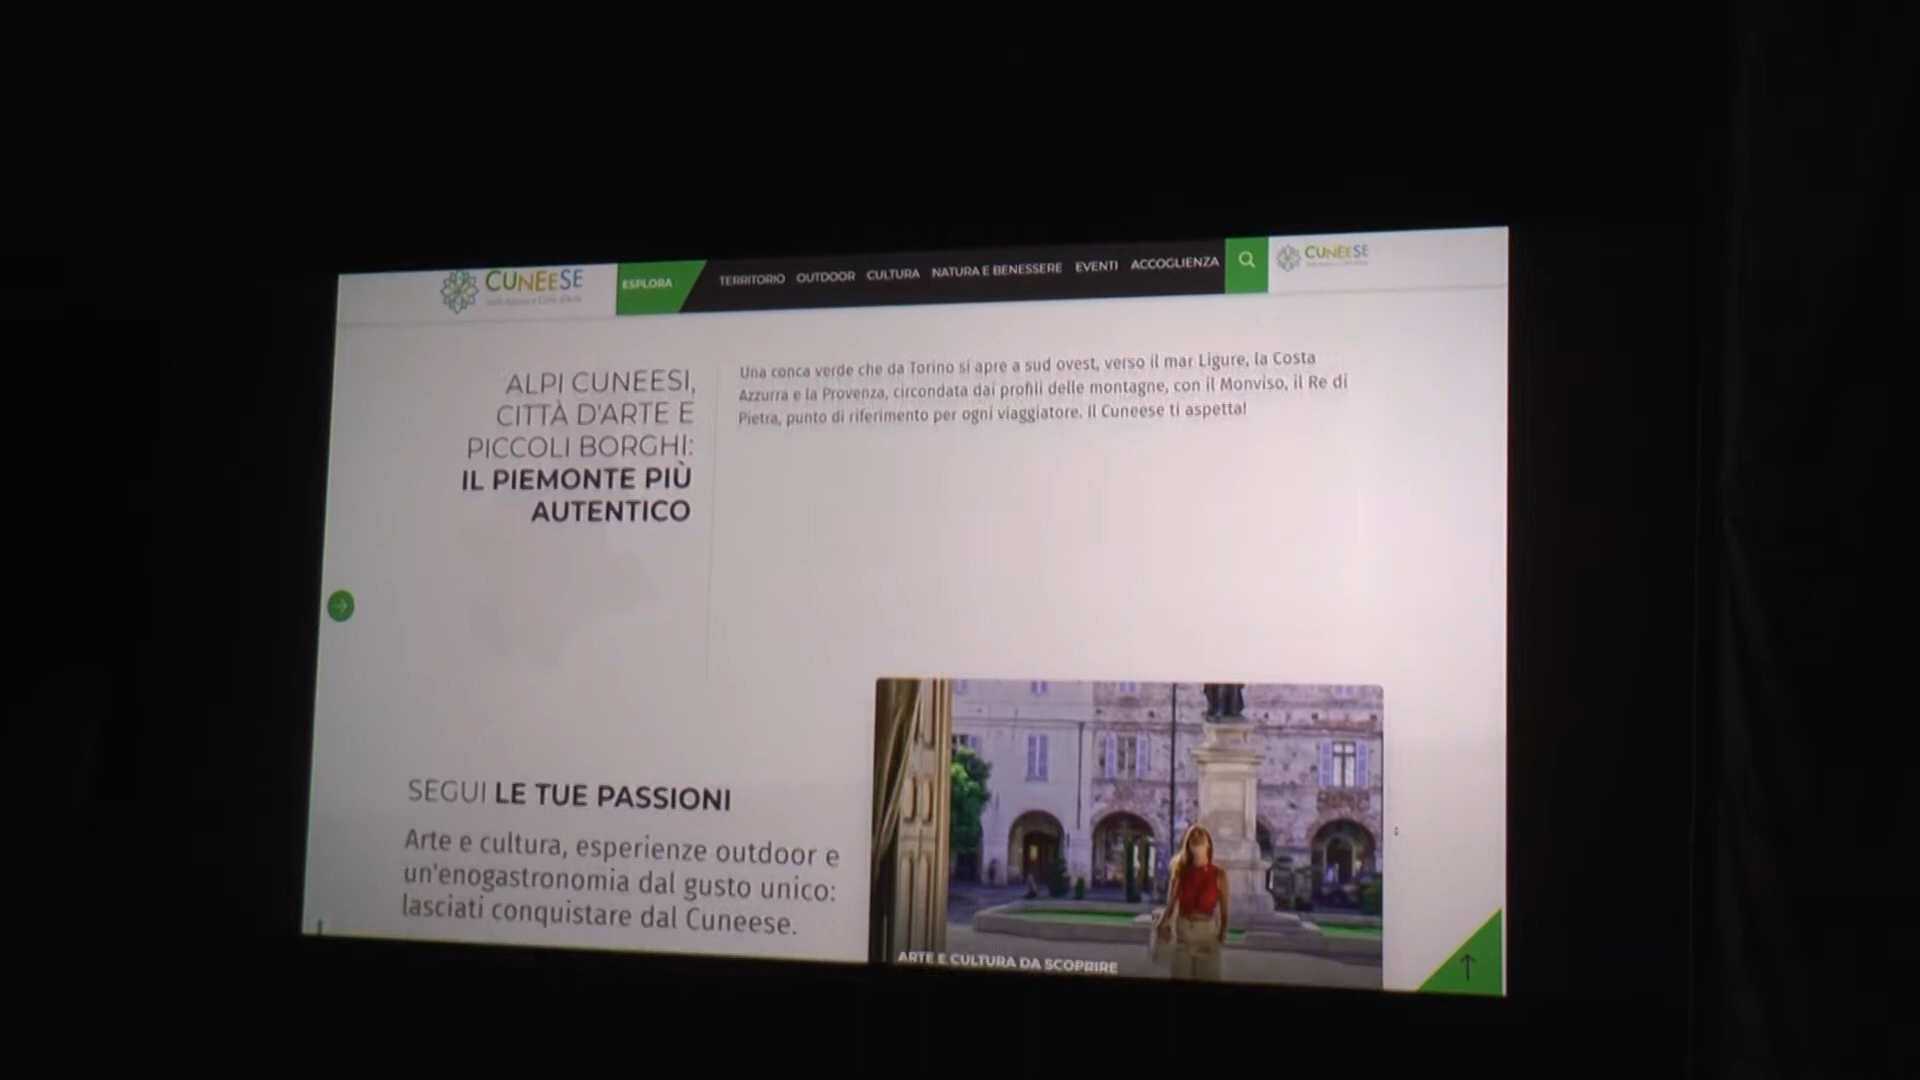 CUNEESE
ESPLORA
TERRITORIO OUTDOOR CULTURA NATURA E BENESSERE EVENTI ACCOGLIENZA
CUNEESE
ALPI CUNEESI,
CITTÀ D'ARTE E
PICCOLI BORGHI:
IL PIEMONTE PIÙ
AUTENTICO
Una conca verde che da Torino si apre a sud ovest, verso il mar Ligure, la Costa
Azzurra e la Provenza, circondata dai profili delle montagne, con il Monviso, il Re di
Pietra, punto di riferimento per ogni viaggiatore. Il Cuneese ti aspetta!
SEGUI LE TUE PASSIONI
Arte e cultura, esperienze outdoor e
un'enogastronomia dal gusto unico:
lasciati conquistare dal Cuneese.
ARTE E CULTURA DA SCOPRIRE